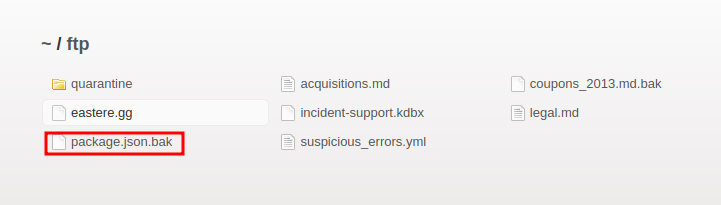 ~ / ftp
quarantine acquisitions.md coupons_2013.md.bak
eastere.gg incident-support.kdbx legal.md
package.json.bak suspicious_errors.yml